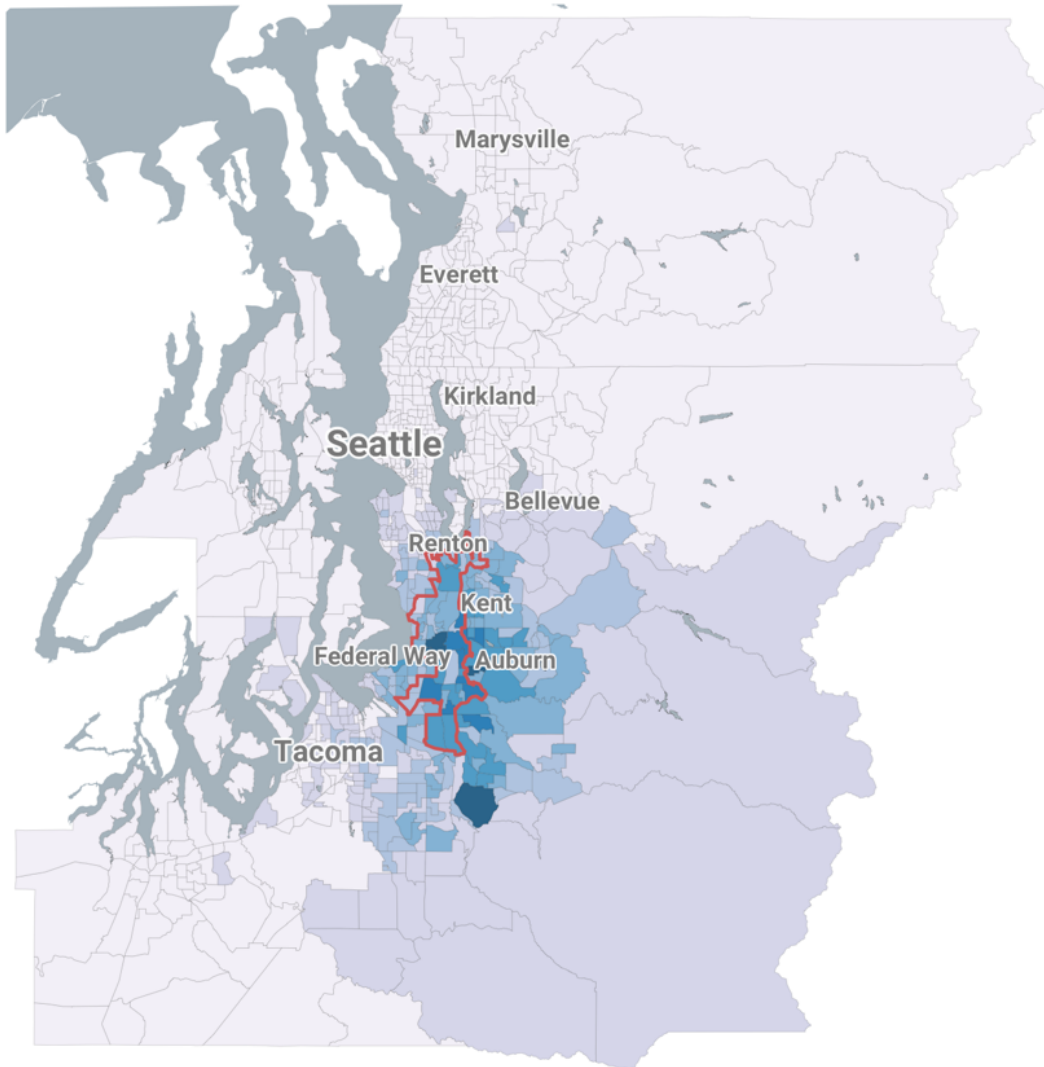 Marysville
Everett
Kirkland
Seattle
Bellevue
Renton
Kent
Federal Way
Auburn
Tacoma